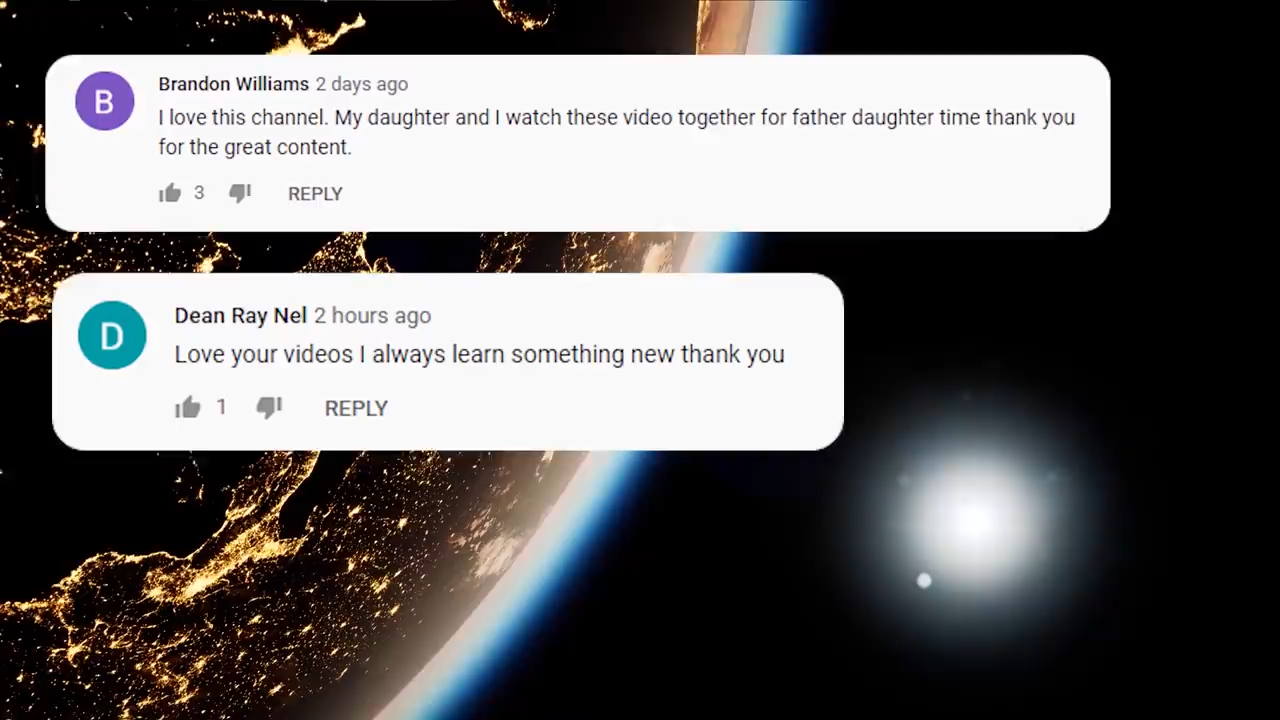 B
Brandon Williams 2 days ago
I love this channel. My daughter and I watch these video together for father daughter time thank you
for the great content.
3 REPLY
D
Dean Ray Nel 2 hours ago
Love your videos I always learn something new thank you
1 REPLY